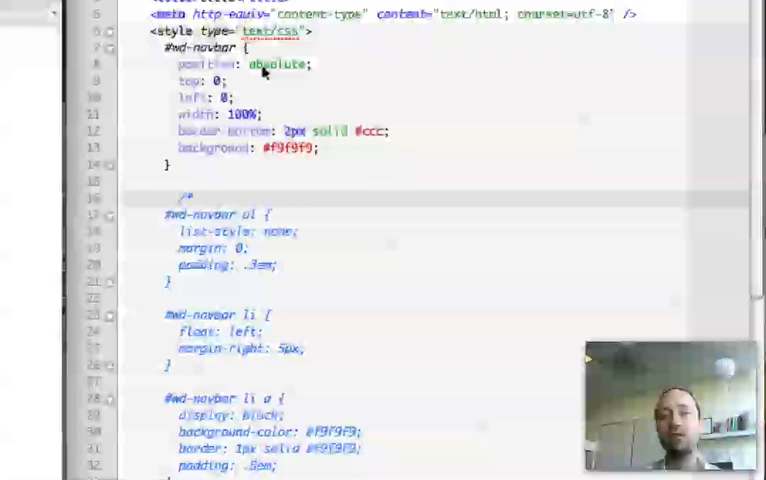 5 <meta http-equiv="content-type" content="text/html; charset=utf-8" />
6 <style type="text/css">
7 #wd-navbar {
8 position: absolute;
9 top: 0;
10 left: 0;
11 width: 100%;
12 border-bottom: 2px solid #ccc;
13 background: #f9f9f9;
14 }
15
16 /*
17 #wd-navbar ul {
18 list-style: none;
19 margin: 0;
20 padding: .3em;
21 }
22
23 #wd-navbar li {
24 float: left;
25 margin-right: 5px;
26 }
27
28 #wd-navbar li a {
29 display: block;
30 background-color: #f9f9f9;
31 border: 1px solid #f9f9f9;
32 padding: .5em;